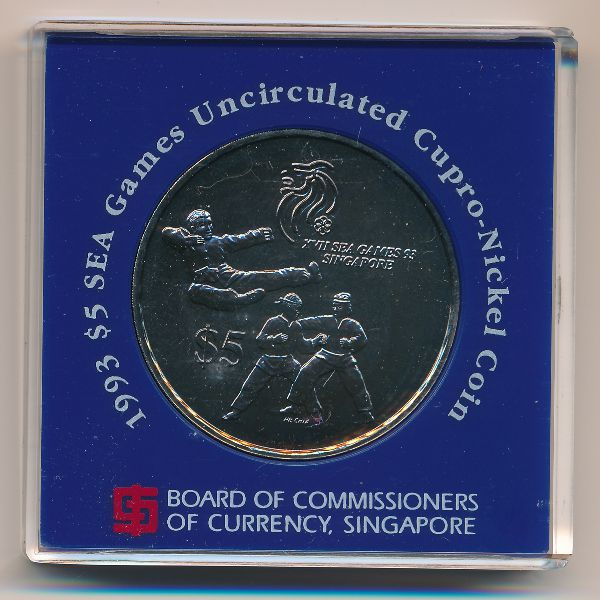 1993 $5 SEA Games Uncirculated Cupro-Nickel Coin
XVII SEA GAMES 93
SINGAPORE
$5
BOARD OF COMMISSIONERS
OF CURRENCY, SINGAPORE